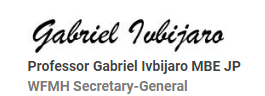 Gabriel Ivbijaro
Professor Gabriel Ivbijaro MBE JP
WFMH Secretary-General